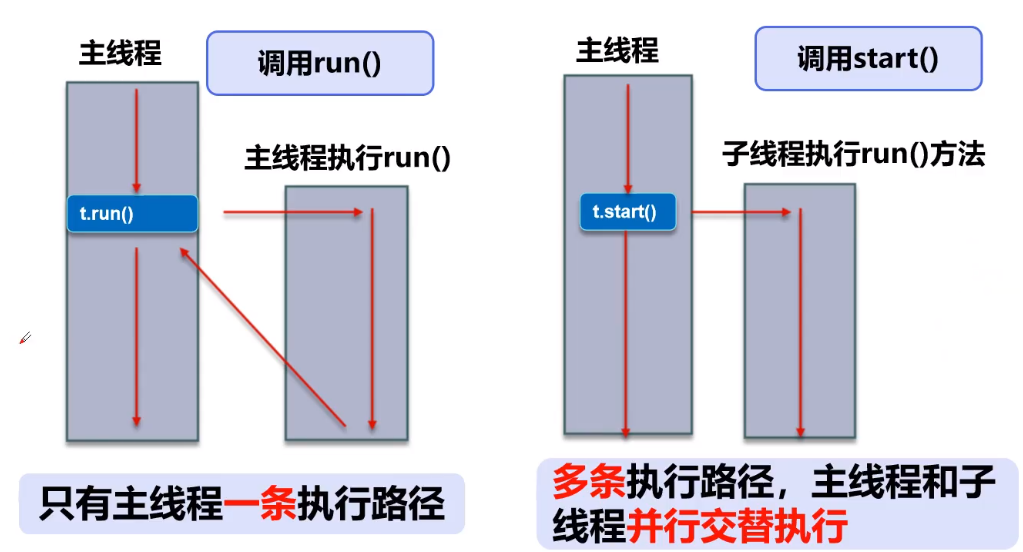 主线程
调用run()
主线程执行run()
t.run()
只有主线程一条执行路径
主线程
调用start()
子线程执行run()方法
t.start()
多条执行路径，主线程和子
线程并行交替执行